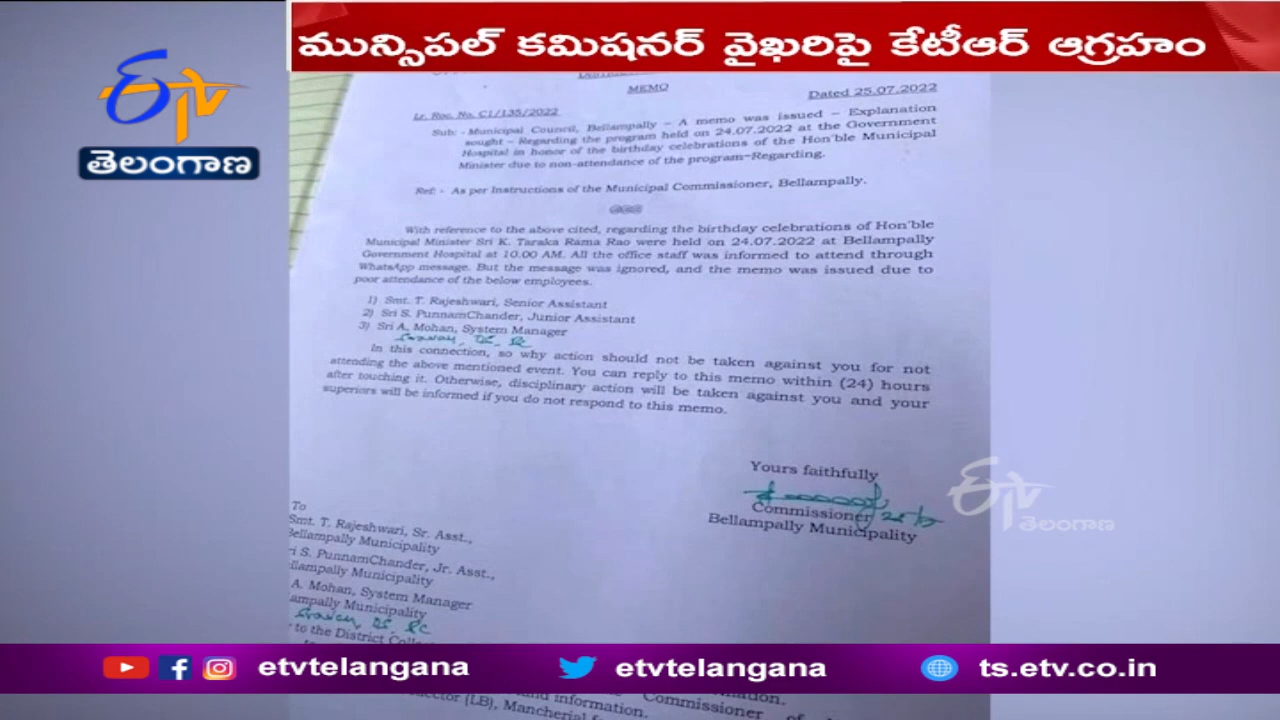 మున్సిపల్ కమిషనర్ వైఖరిపై కేటీఆర్ ఆగ్రహం
ETV
తెలంగాణ
MEMO
Dated 25.07.2022
Lr. Roc. No. C1/135/2022
Sub: - Municipal Council, Bellampally – A memo was issued – Explanation
sought – Regarding the program held on 24.07.2022 at the Government
Hospital in honor of the birthday celebrations of the Hon'ble Municipal
Minister due to non-attendance of the program–Regarding.
Ref: - As per Instructions of the Municipal Commissioner, Bellampally.
With reference to the above cited, regarding the birthday celebrations of Hon'ble
Municipal Minister Sri K. Taraka Rama Rao were held on 24.07.2022 at Bellampally
Government Hospital at 10.00 AM. All the office staff was informed to attend through
WhatsApp message. But the message was ignored, and the memo was issued due to
poor attendance of the below employees.
1) Smt. T. Rajeshwari, Senior Assistant
2) Sri S. PunnamChander, Junior Assistant
3) Sri A. Mohan, System Manager
In this connection, so why action should not be taken against you for not
attending the above mentioned event. You can reply to this memo within (24) hours
after touching it. Otherwise, disciplinary action will be taken against you and your
superiors will be informed if you do not respond to this memo.
Yours faithfully
Commissioner
Bellampally Municipality
ETV
తెలంగాణ
To
Smt. T. Rajeshwari, Sr. Asst.,
Bellampally Municipality
S. PunnamChander, Jr. Asst.,
Municipality
A. Mohan, System Manager
Municipality
to the District
etvtelangana
etvtelangana
ts.etv.co.in
and information.
Commissioner of
(LB), Mancherial